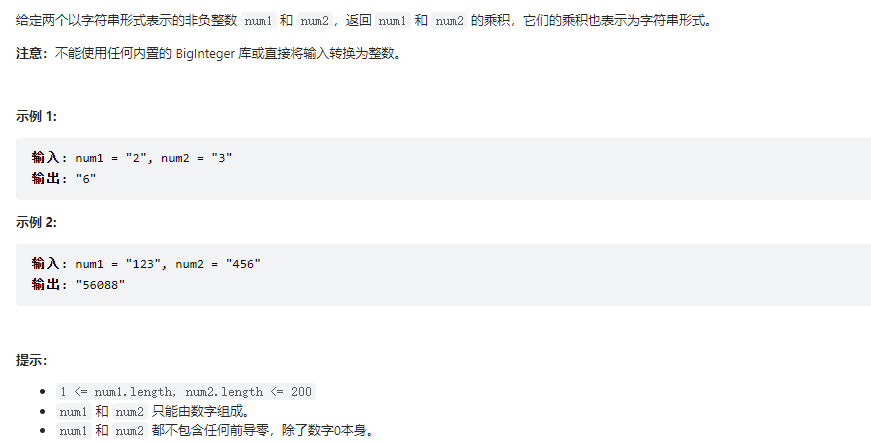 给定两个以字符串形式表示的非负整数 num1 和 num2，返回 num1 和 num2 的乘积，它们的乘积也表示为字符串形式。
注意：不能使用任何内置的 BigInteger 库或直接将输入转换为整数。
示例 1:
输入: num1 = "2", num2 = "3"
输出: "6"
示例 2:
输入: num1 = "123", num2 = "456"
输出: "56088"
提示：
1 <= num1.length, num2.length <= 200
num1 和 num2 只能由数字组成。
num1 和 num2 都不包含任何前导零，除了数字0本身。